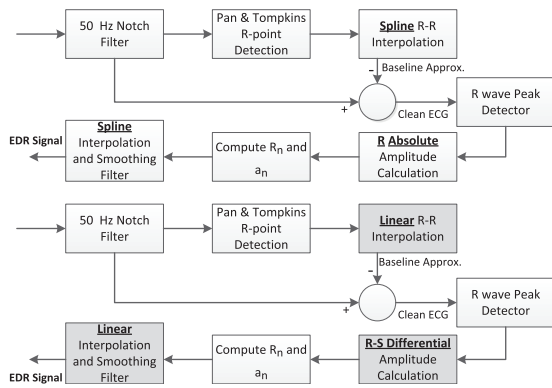 50 Hz Notch
Filter
Pan & Tompkins
R-point
Detection
Spline R-R
Interpolation
-
Baseline Approx.
+
Clean ECG
R wave Peak
Detector
EDR Signal
Spline
Interpolation
and Smoothing
Filter
Compute Rn and
an
R Absolute
Amplitude
Calculation
50 Hz Notch
Filter
Pan & Tompkins
R-point
Detection
Linear R-R
Interpolation
-
Baseline Approx.
+
Clean ECG
R wave Peak
Detector
EDR Signal
Linear
Interpolation
and Smoothing
Filter
Compute Rn and
an
R-S Differential
Amplitude
Calculation